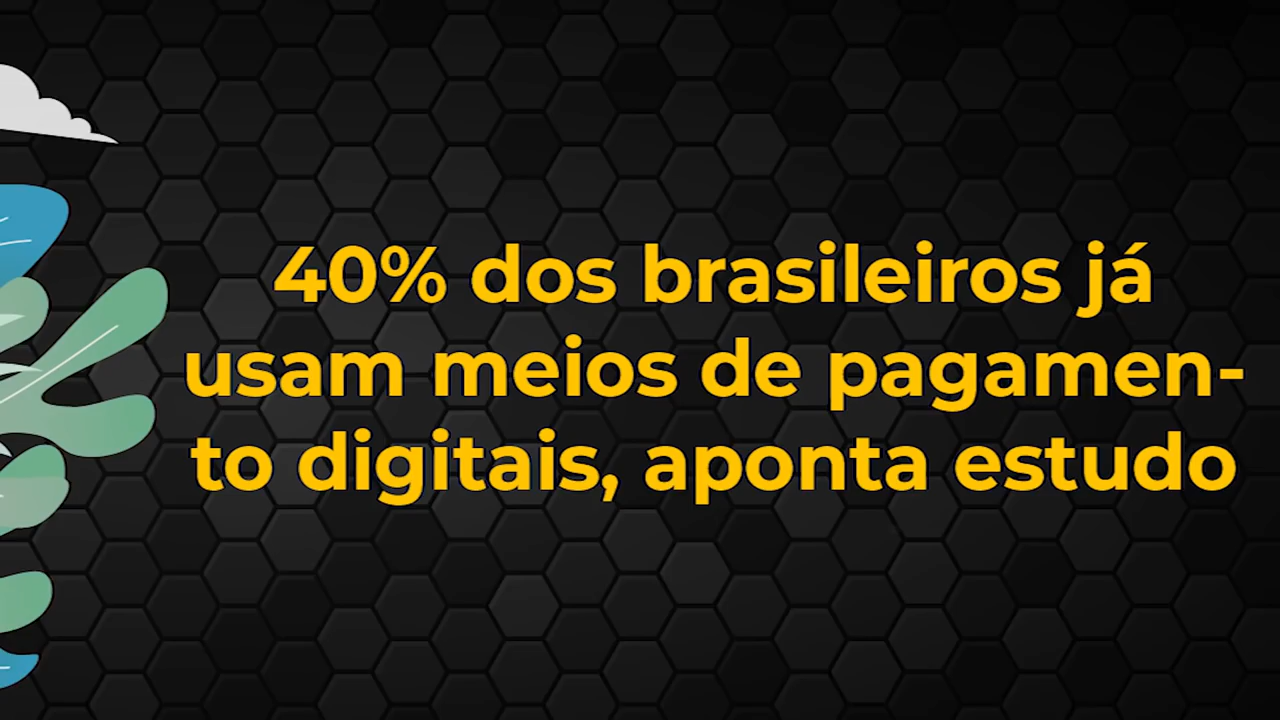 40% dos brasileiros já
usam meios de pagamen-
to digitais, aponta estudo